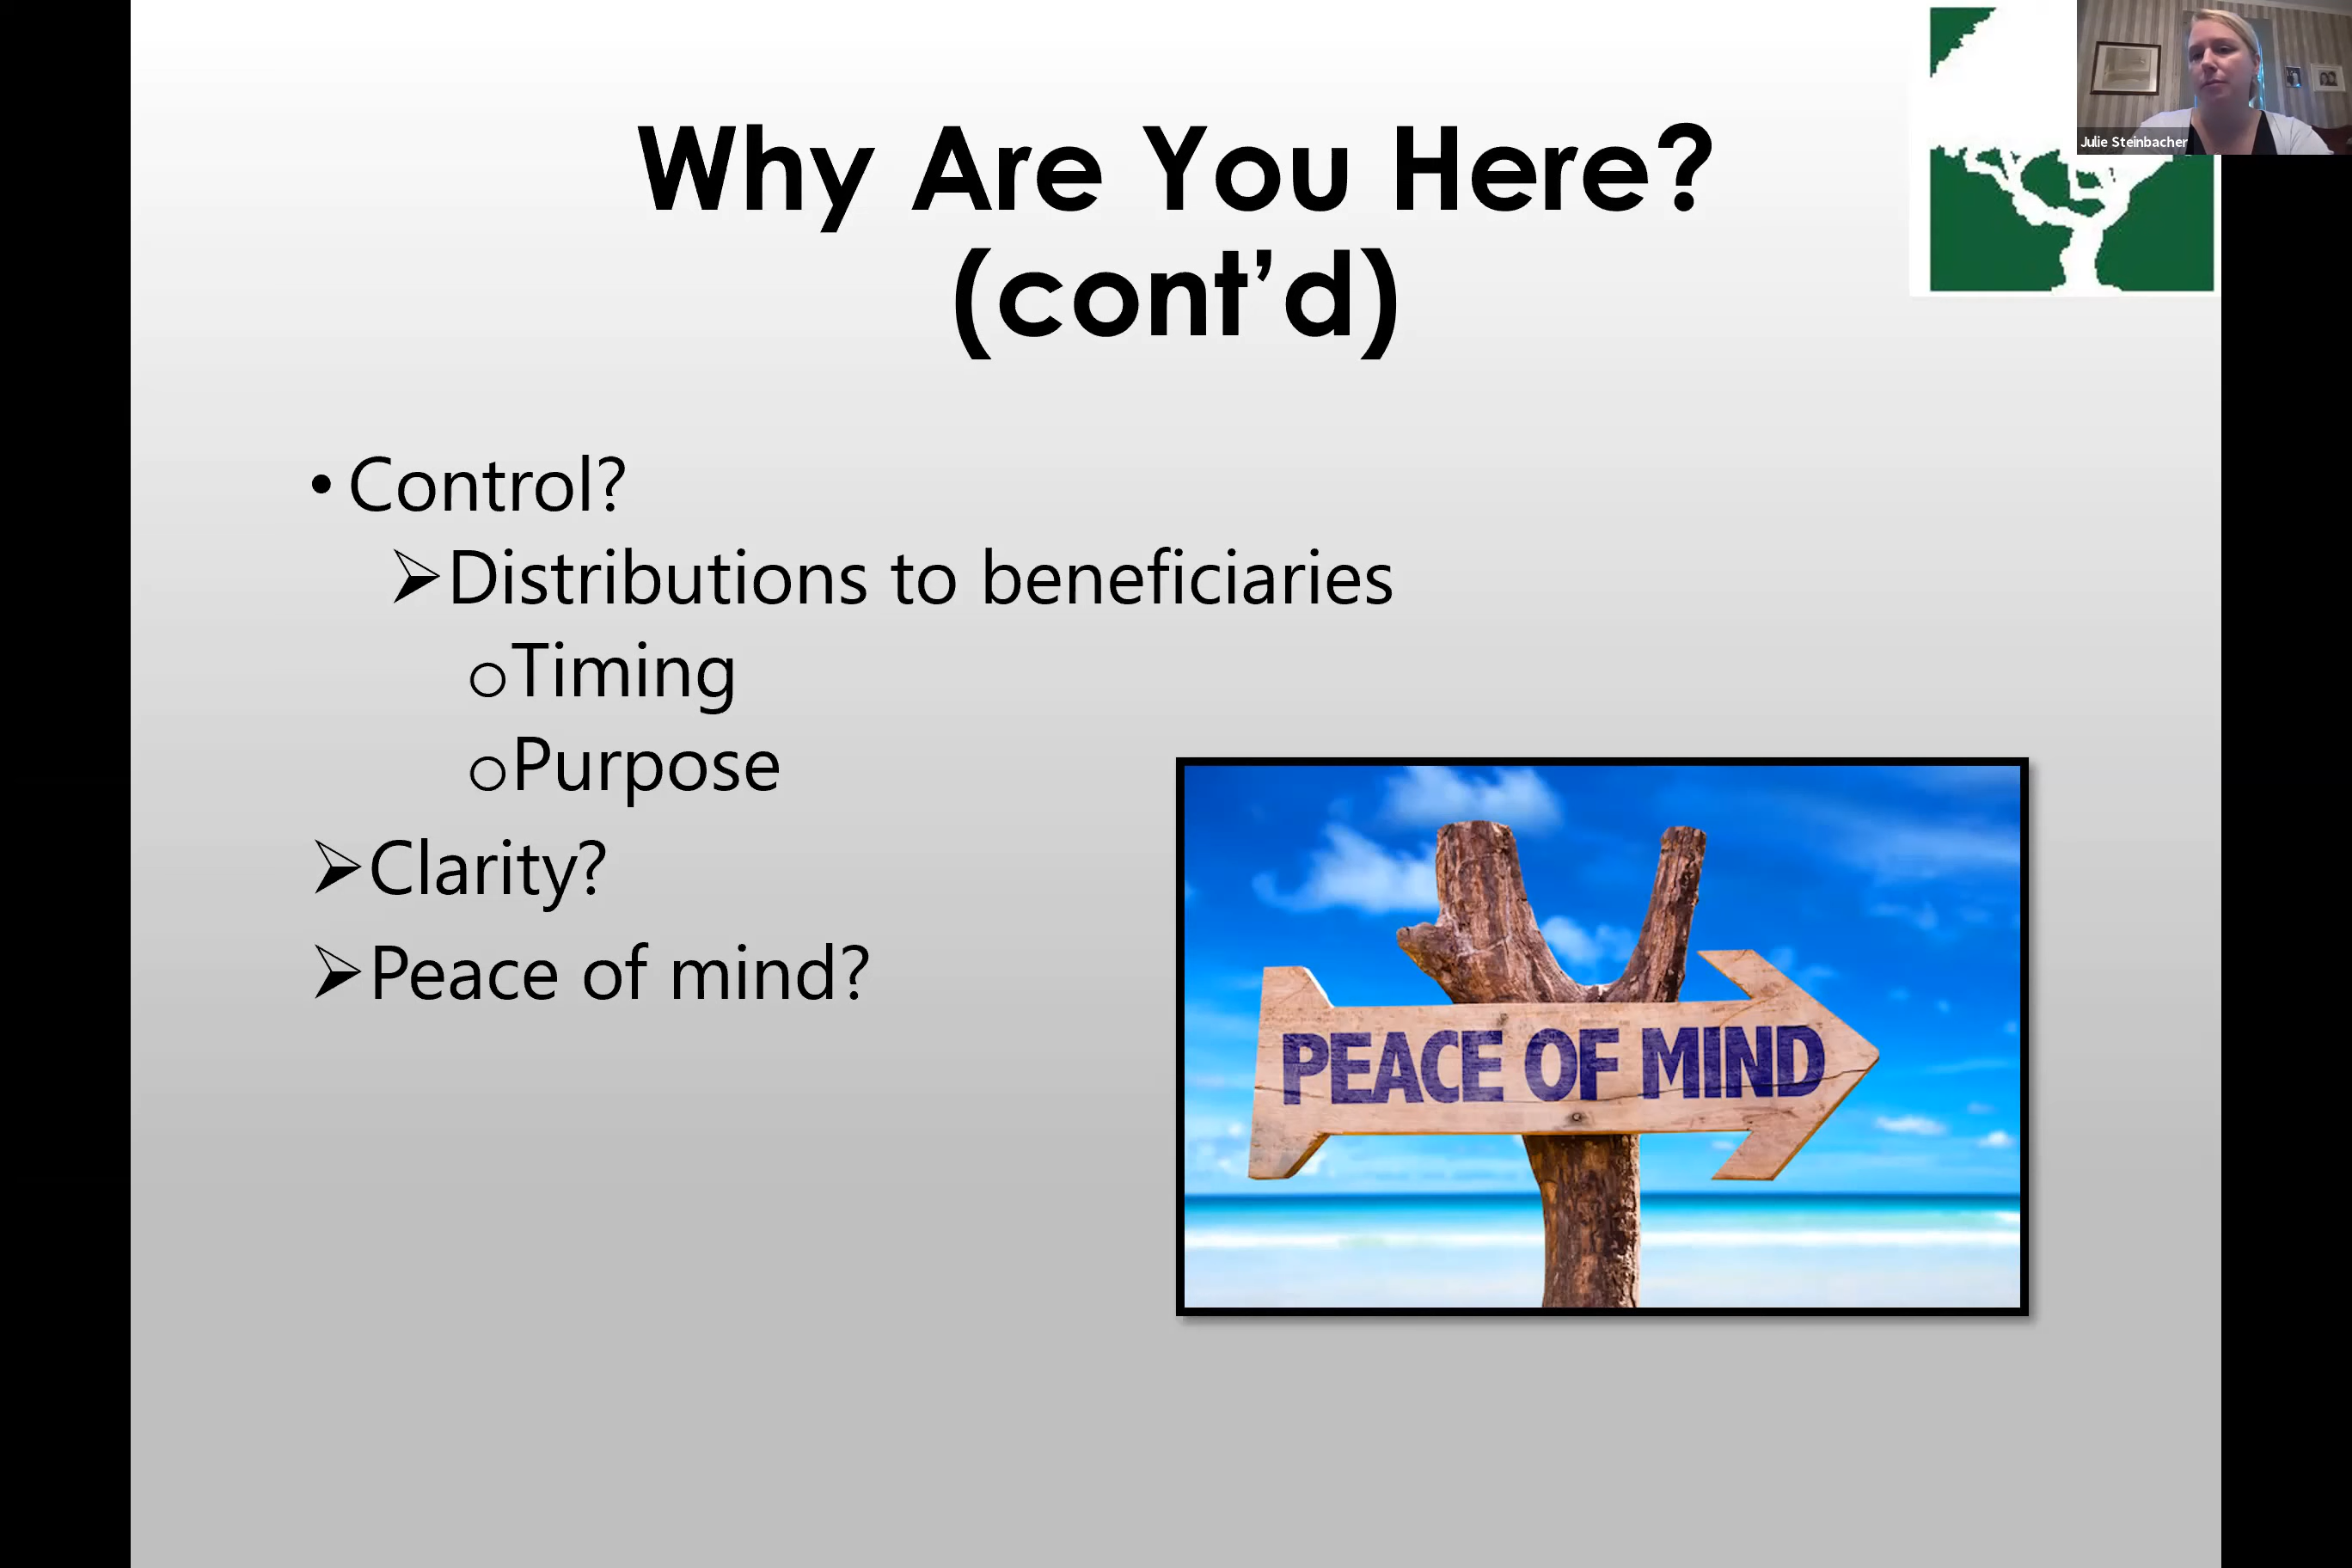 Why Are You Here?
(cont’d)
Julie Steinbacher
• Control?
➢Distributions to beneficiaries
oTiming
oPurpose
➢Clarity?
➢Peace of mind?
PEACE OF MIND